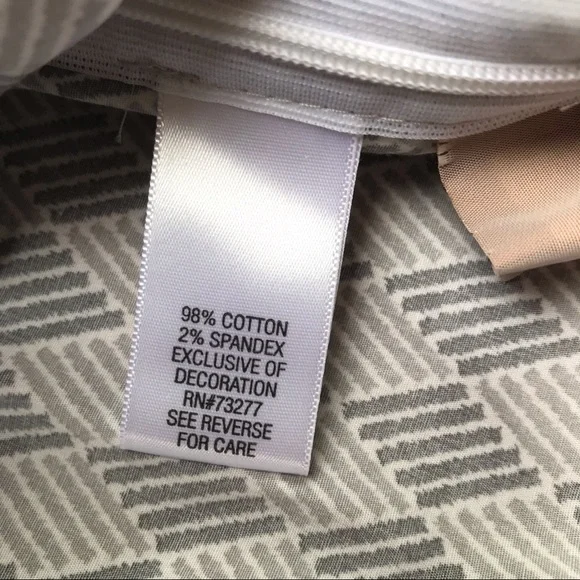 98% COTTON
2% SPANDEX
EXCLUSIVE OF
DECORATION
RN#73277
SEE REVERSE
FOR CARE